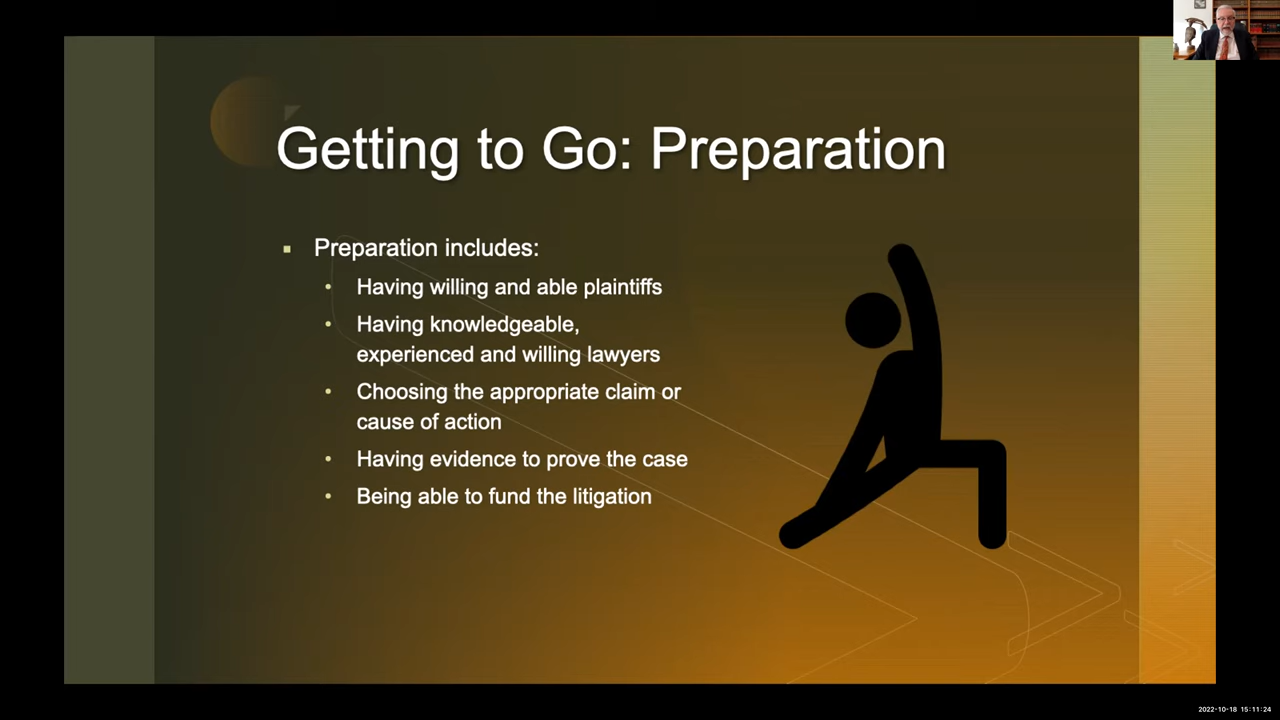 Getting to Go: Preparation
▪ Preparation includes:
• Having willing and able plaintiffs
• Having knowledgeable,
experienced and willing lawyers
• Choosing the appropriate claim or
cause of action
• Having evidence to prove the case
• Being able to fund the litigation
2022-10-18 15:11:24